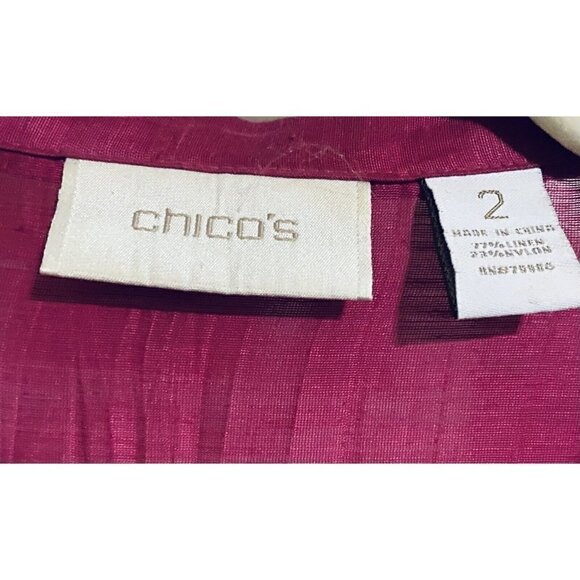 chico's
2
MADE IN CHINA
77% LINEN
23% NYLON